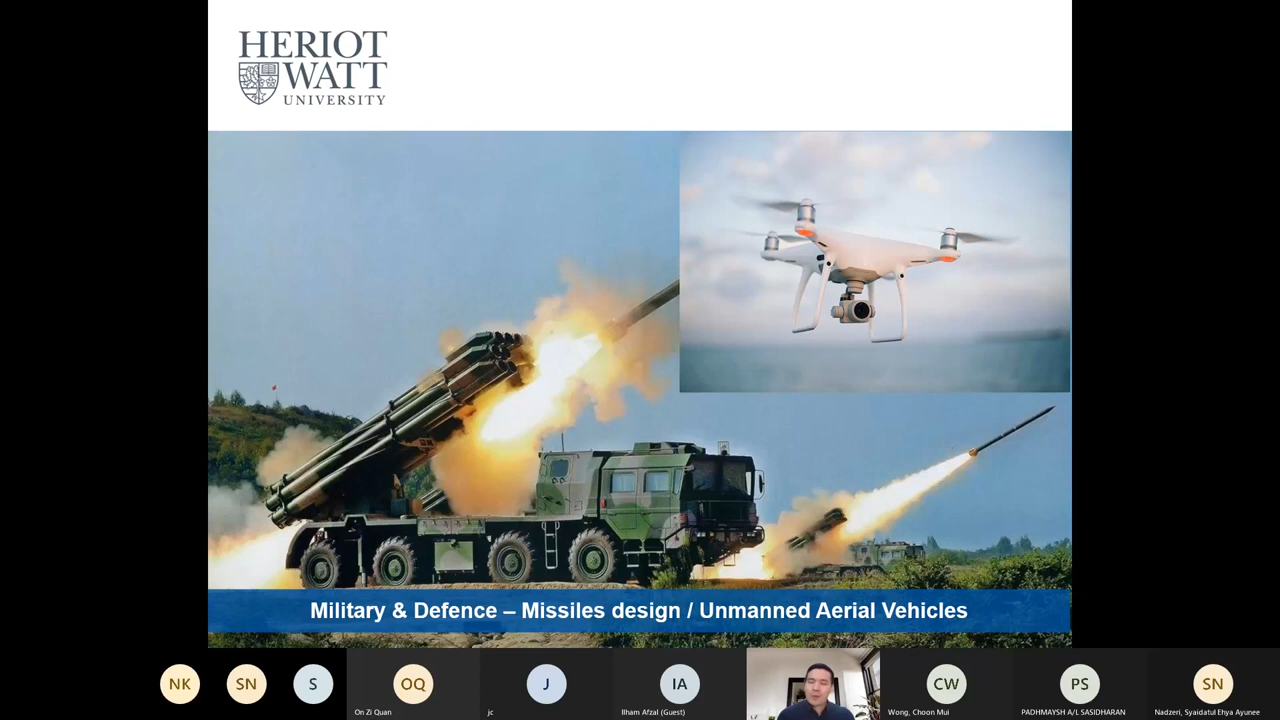 HERIOT
WATT
UNIVERSITY
Military & Defence – Missiles design / Unmanned Aerial Vehicles
NK
SN
S
OQ
J
IA
CW
PS
SN
On Zi Quan
jc
Ilham Afzal (Guest)
Wong, Choon Mui
PADHMAYSH A/L SASIDHARAN
Nadzeri, Syaidatul Ehya Ayunee